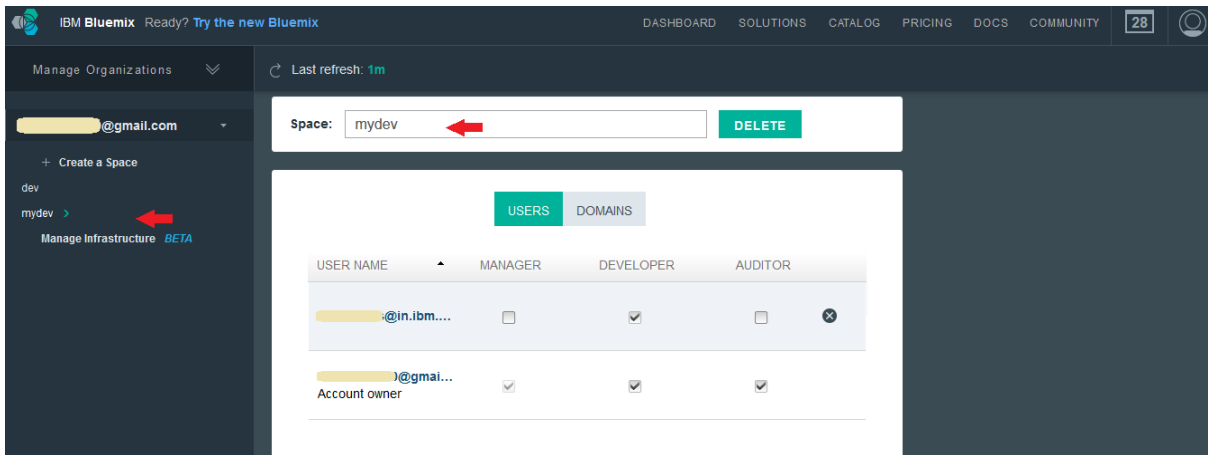 IBM Bluemix Ready? Try the new Bluemix DASHBOARD SOLUTIONS CATALOG PRICING DOCS COMMUNITY 28
Manage Organizations Last refresh: 1m
@gmail.com
Space: mydev DELETE
+ Create a Space
dev
mydev >
Manage Infrastructure BETA
USERS DOMAINS
USER NAME MANAGER DEVELOPER AUDITOR
@in.ibm....
@gmai...
Account owner